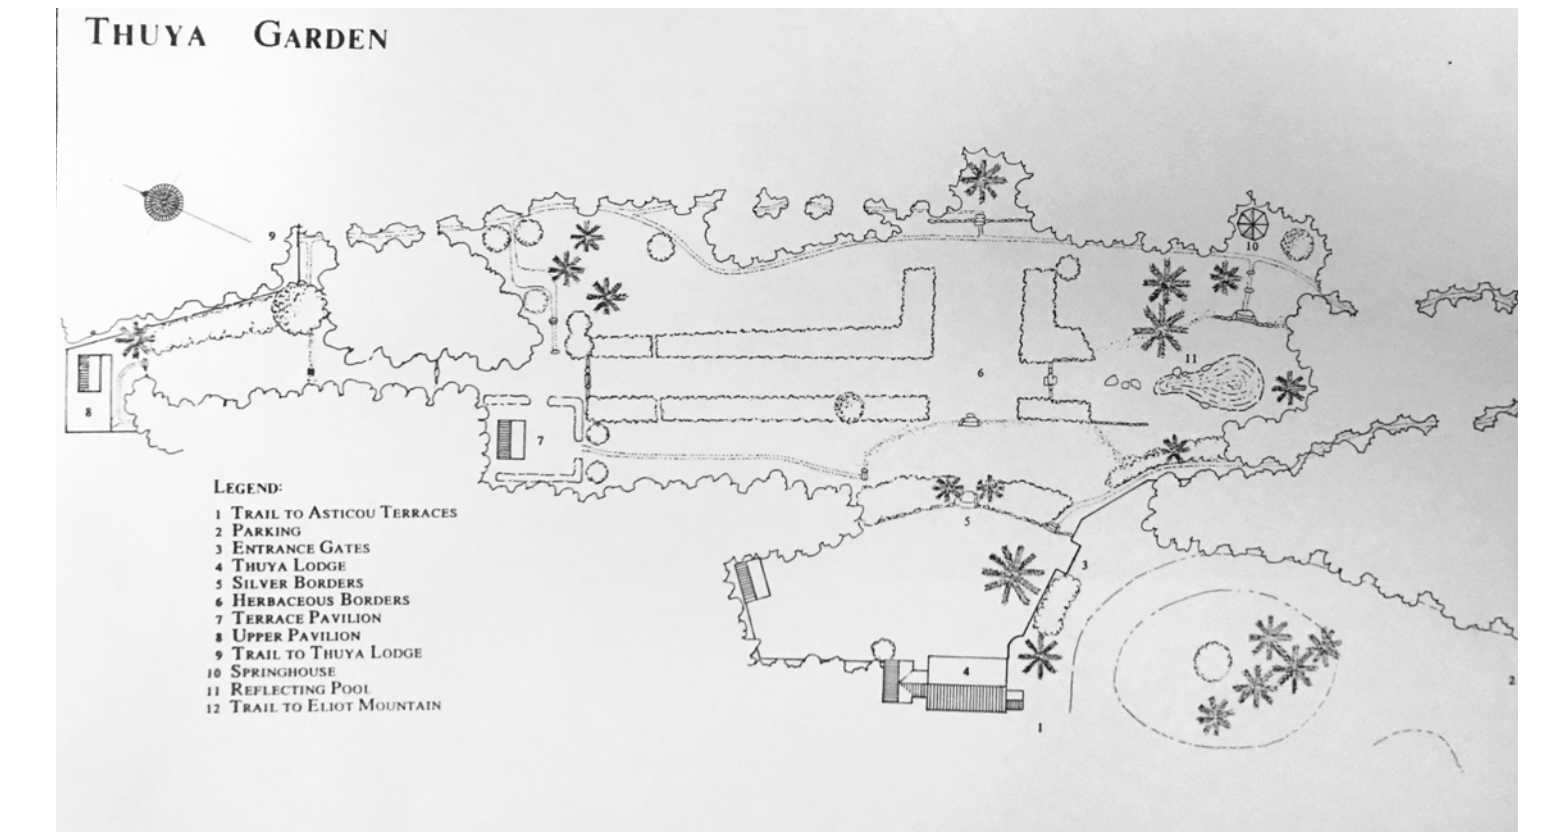 THUYA GARDEN
9
10
11
8
6
7
LEGEND:
1 TRAIL TO ASTICOU TERRACES
2 PARKING
3 ENTRANCE GATES
4 THUYA LODGE
5 SILVER BORDERS
6 HERBACEOUS BORDERS
7 TERRACE PAVILION
8 UPPER PAVILION
9 TRAIL TO THUYA LODGE
10 SPRINGHOUSE
11 REFLECTING POOL
12 TRAIL TO ELIOT MOUNTAIN
5
3
4
2
1